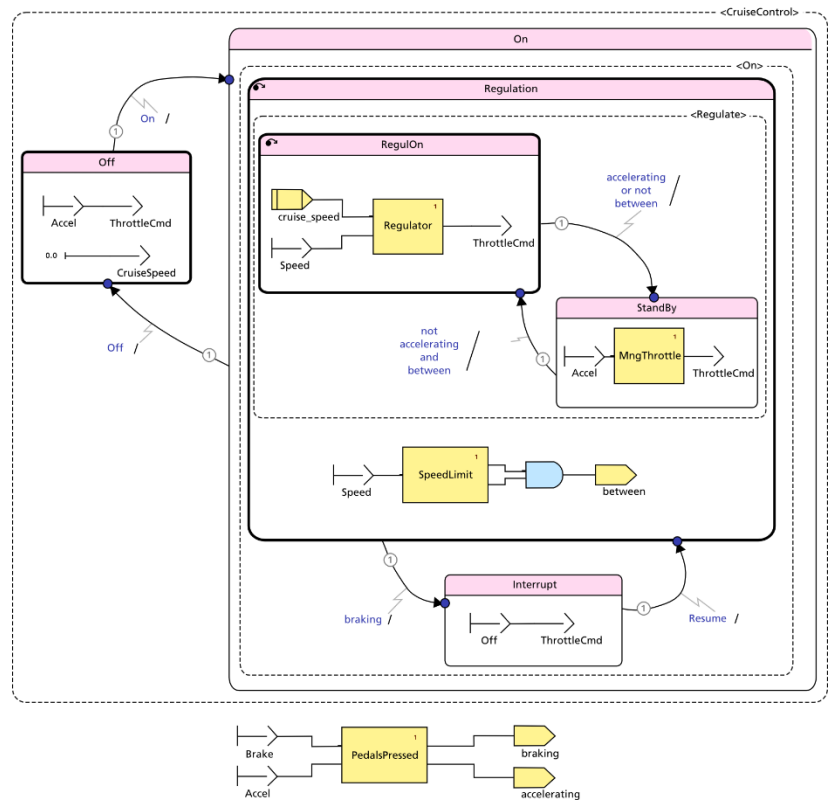 <CruiseControl>
On
<On>
Regulation
<Regulate>
1
On /
Off
Accel
ThrottleCmd
0.0
CruiseSpeed
RegulOn
cruise_speed
1
Regulator
Speed
ThrottleCmd
1
accelerating
or not
between
/
StandBy
1
MngThrottle
Accel
ThrottleCmd
1
not
accelerating
and
between
/
Off /
1
1
SpeedLimit
Speed
between
1
braking /
Interrupt
Off
ThrottleCmd
1
Resume /
Brake
1
PedalsPressed
braking
Accel
accelerating